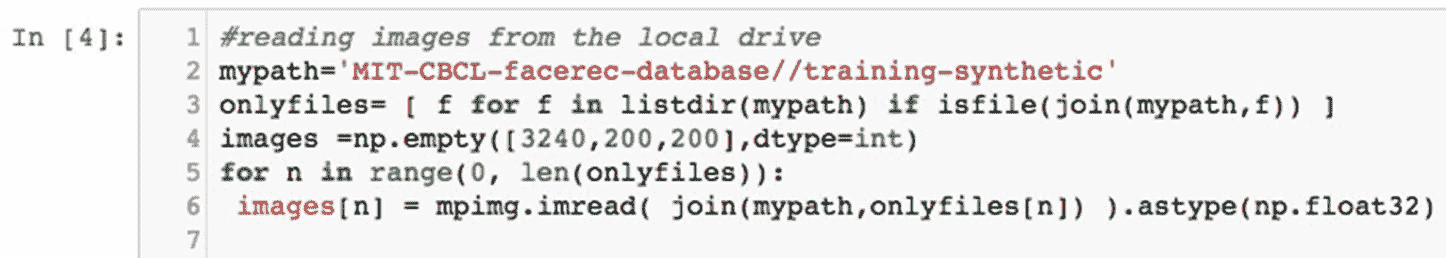 In [4]:
1 #reading images from the local drive
2 mypath='MIT-CBCL-facerec-database//training-synthetic'
3 onlyfiles= [ f for f in listdir(mypath) if isfile(join(mypath,f)) ]
4 images =np.empty([3240,200,200],dtype=int)
5 for n in range(0, len(onlyfiles)):
6  images[n] = mpimg.imread( join(mypath,onlyfiles[n]) ).astype(np.float32)
7